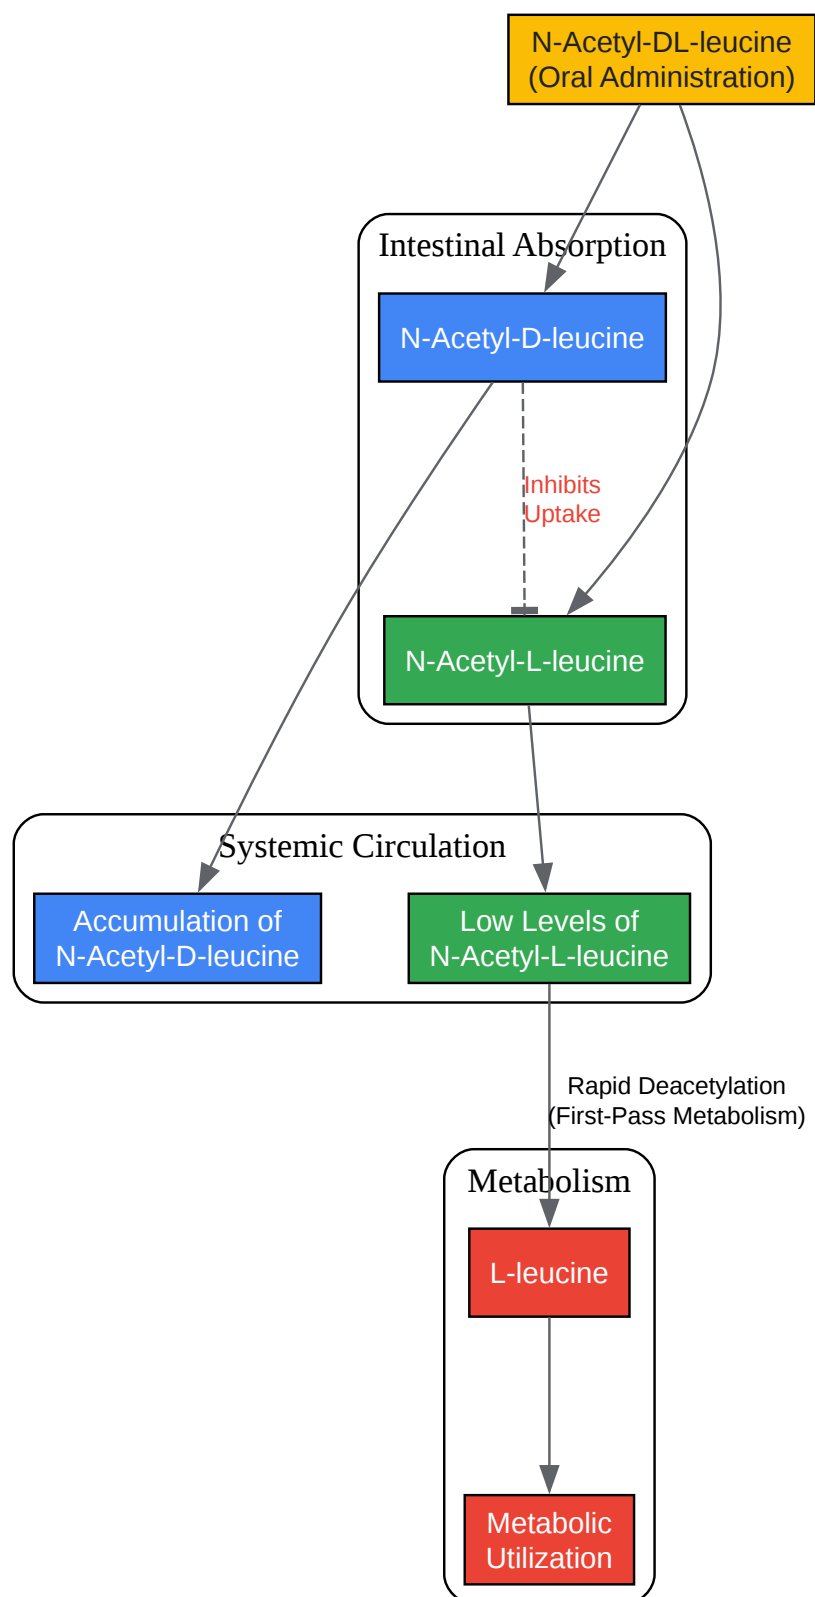 N-Acetyl-DL-leucine
(Oral Administration)
Intestinal Absorption
N-Acetyl-D-leucine
Inhibits
Uptake
N-Acetyl-L-leucine
Systemic Circulation
Accumulation of
N-Acetyl-D-leucine
Low Levels of
N-Acetyl-L-leucine
Rapid Deacetylation
(First-Pass Metabolism)
Metabolism
L-leucine
Metabolic
Utilization